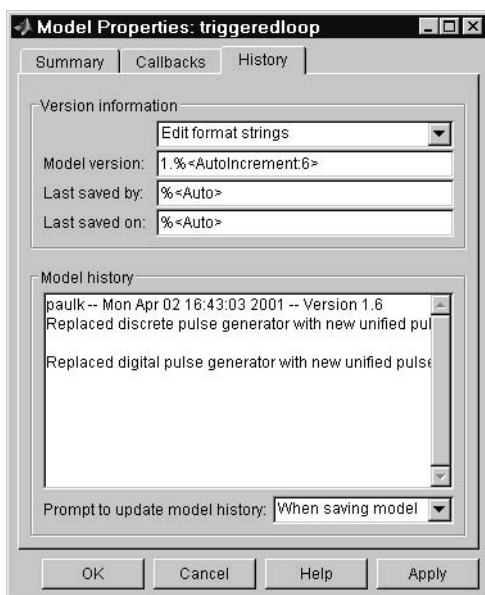 Model Properties: triggeredloop
Summary Callbacks History
Version information
Edit format strings
Model version: 1.%<AutoIncrement:6>
Last saved by: %<Auto>
Last saved on: %<Auto>
Model history
paulk -- Mon Apr 02 16:43:03 2001 -- Version 1.6
Replaced discrete pulse generator with new unified pul
Replaced digital pulse generator with new unified pulse
Prompt to update model history: When saving model
OK Cancel Help Apply